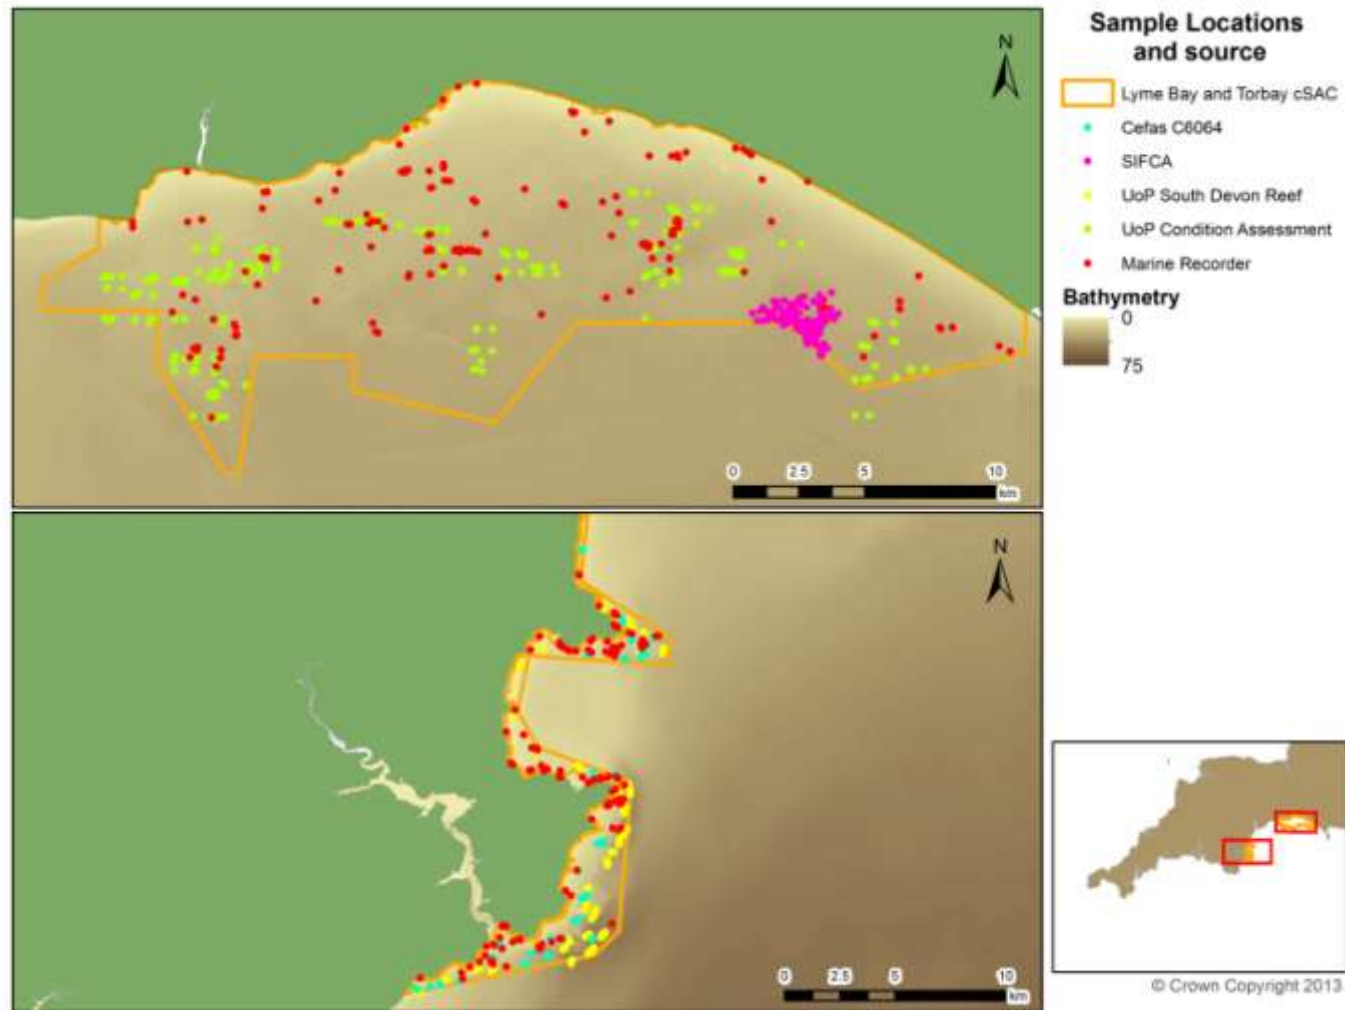 N
0
2.5
5
10
km
N
0
2.5
5
10
km
Sample Locations
and source
Lyme Bay and Torbay cSAC
Cefas C6064
SIFCA
UoP South Devon Reef
UoP Condition Assessment
Marine Recorder
Bathymetry
0
75
© Crown Copyright 2013